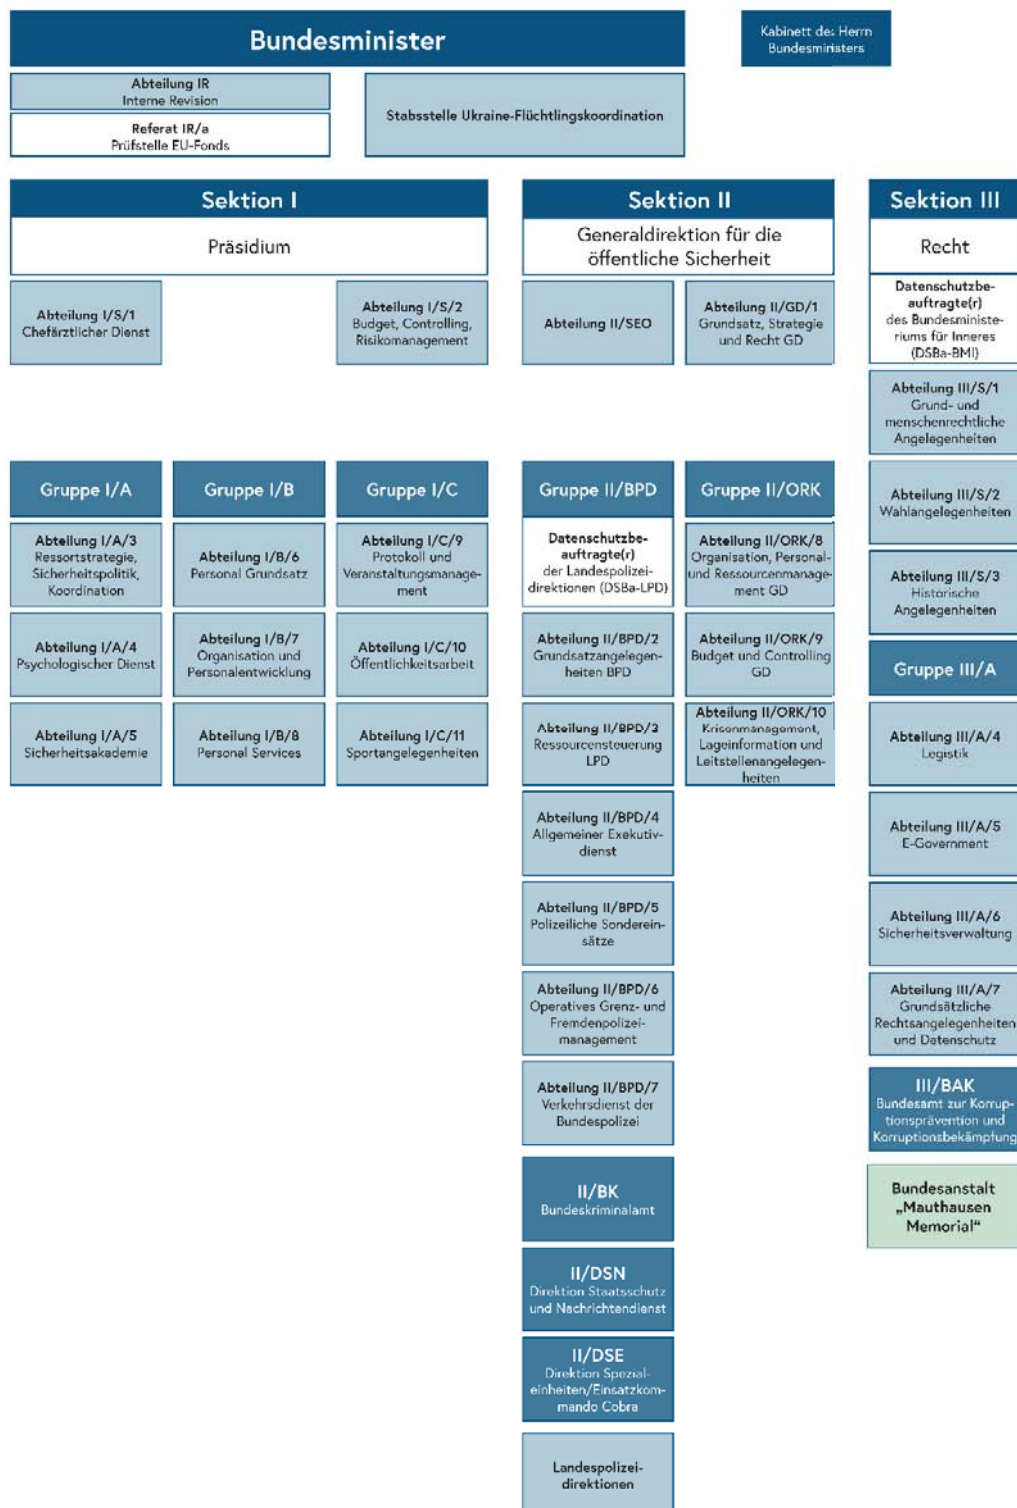 Bundesminister
Kabinett des Herrn
Bundesministers
Abteilung IR
Interne Revision
Referat IR/a
Prüfstelle EU-Fonds
Stabsstelle Ukraine-Flüchtlingskoordination
Sektion I
Präsidium
Abteilung I/S/1
Chefärztlicher Dienst
Abteilung I/S/2
Budget, Controlling,
Risikomanagement
Gruppe I/A
Abteilung I/A/3
Ressortstrategie,
Sicherheitspolitik,
Koordination
Abteilung I/A/4
Psychologischer Dienst
Abteilung I/A/5
Sicherheitsakademie
Gruppe I/B
Abteilung I/B/6
Personal Grundsatz
Abteilung I/B/7
Organisation und
Personalentwicklung
Abteilung I/B/8
Personal Services
Gruppe I/C
Abteilung I/C/9
Protokoll und
Veranstaltungsmanage-
ment
Abteilung I/C/10
Öffentlichkeitsarbeit
Abteilung I/C/11
Sportangelegenheiten
Sektion II
Generaldirektion für die
öffentliche Sicherheit
Abteilung II/SEO
Abteilung II/GD/1
Grundsatz, Strategie
und Recht GD
Gruppe II/BPD
Datenschutzbe-
auftragte(r)
der Landespolizei-
direktionen (DSBa-LPD)
Abteilung II/BPD/2
Grundsatzangelegen-
heiten BPD
Abteilung II/BPD/3
Ressourcensteuerung
LPD
Abteilung II/BPD/4
Allgemeiner Exekutiv-
dienst
Abteilung II/BPD/5
Polizeiliche Sonderein-
sätze
Abteilung II/BPD/6
Operatives Grenz- und
Fremdenpolizei-
management
Abteilung II/BPD/7
Verkehrsdienst der
Bundespolizei
II/BK
Bundeskriminalamt
II/DSN
Direktion Staatsschutz
und Nachrichtendienst
II/DSE
Direktion Spezial-
einheiten/Einsatzkom-
mando Cobra
Landespolizei-
direktionen
Gruppe II/ORK
Abteilung II/ORK/8
Organisation, Personal-
und Ressourcenmanage-
ment GD
Abteilung II/ORK/9
Budget und Controlling
GD
Abteilung II/ORK/10
Krisenmanagement,
Lageinformation und
Leitstellenangelegen-
heiten
Sektion III
Recht
Datenschutzbe-
auftragte(r)
des Bundesministe-
riums für Inneres
(DSBa-BMI)
Abteilung III/S/1
Grund- und
menschenrechtliche
Angelegenheiten
Abteilung III/S/2
Wahlangelegenheiten
Abteilung III/S/3
Historische
Angelegenheiten
Gruppe III/A
Abteilung III/A/4
Legistik
Abteilung III/A/5
E-Government
Abteilung III/A/6
Sicherheitsverwaltung
Abteilung III/A/7
Grundsätzliche
Rechtsangelegenheiten
und Datenschutz
III/BAK
Bundesamt zur Korrup-
tionsprävention und
Korruptionsbekämpfung
Bundesanstalt
„Mauthausen
Memorial“